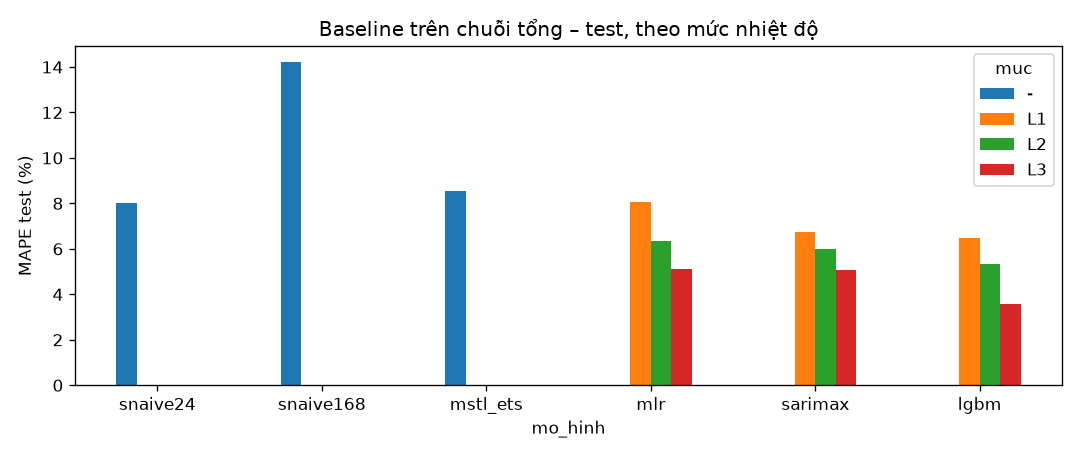 Baseline trên chuỗi tổng – test, theo mức nhiệt độ
muc
-
L1
L2
L3
MAPE test (%)
14
12
10
8
6
4
2
0
snaive24 snaive168 mstl_ets mlr sarimax lgbm
mo_hinh